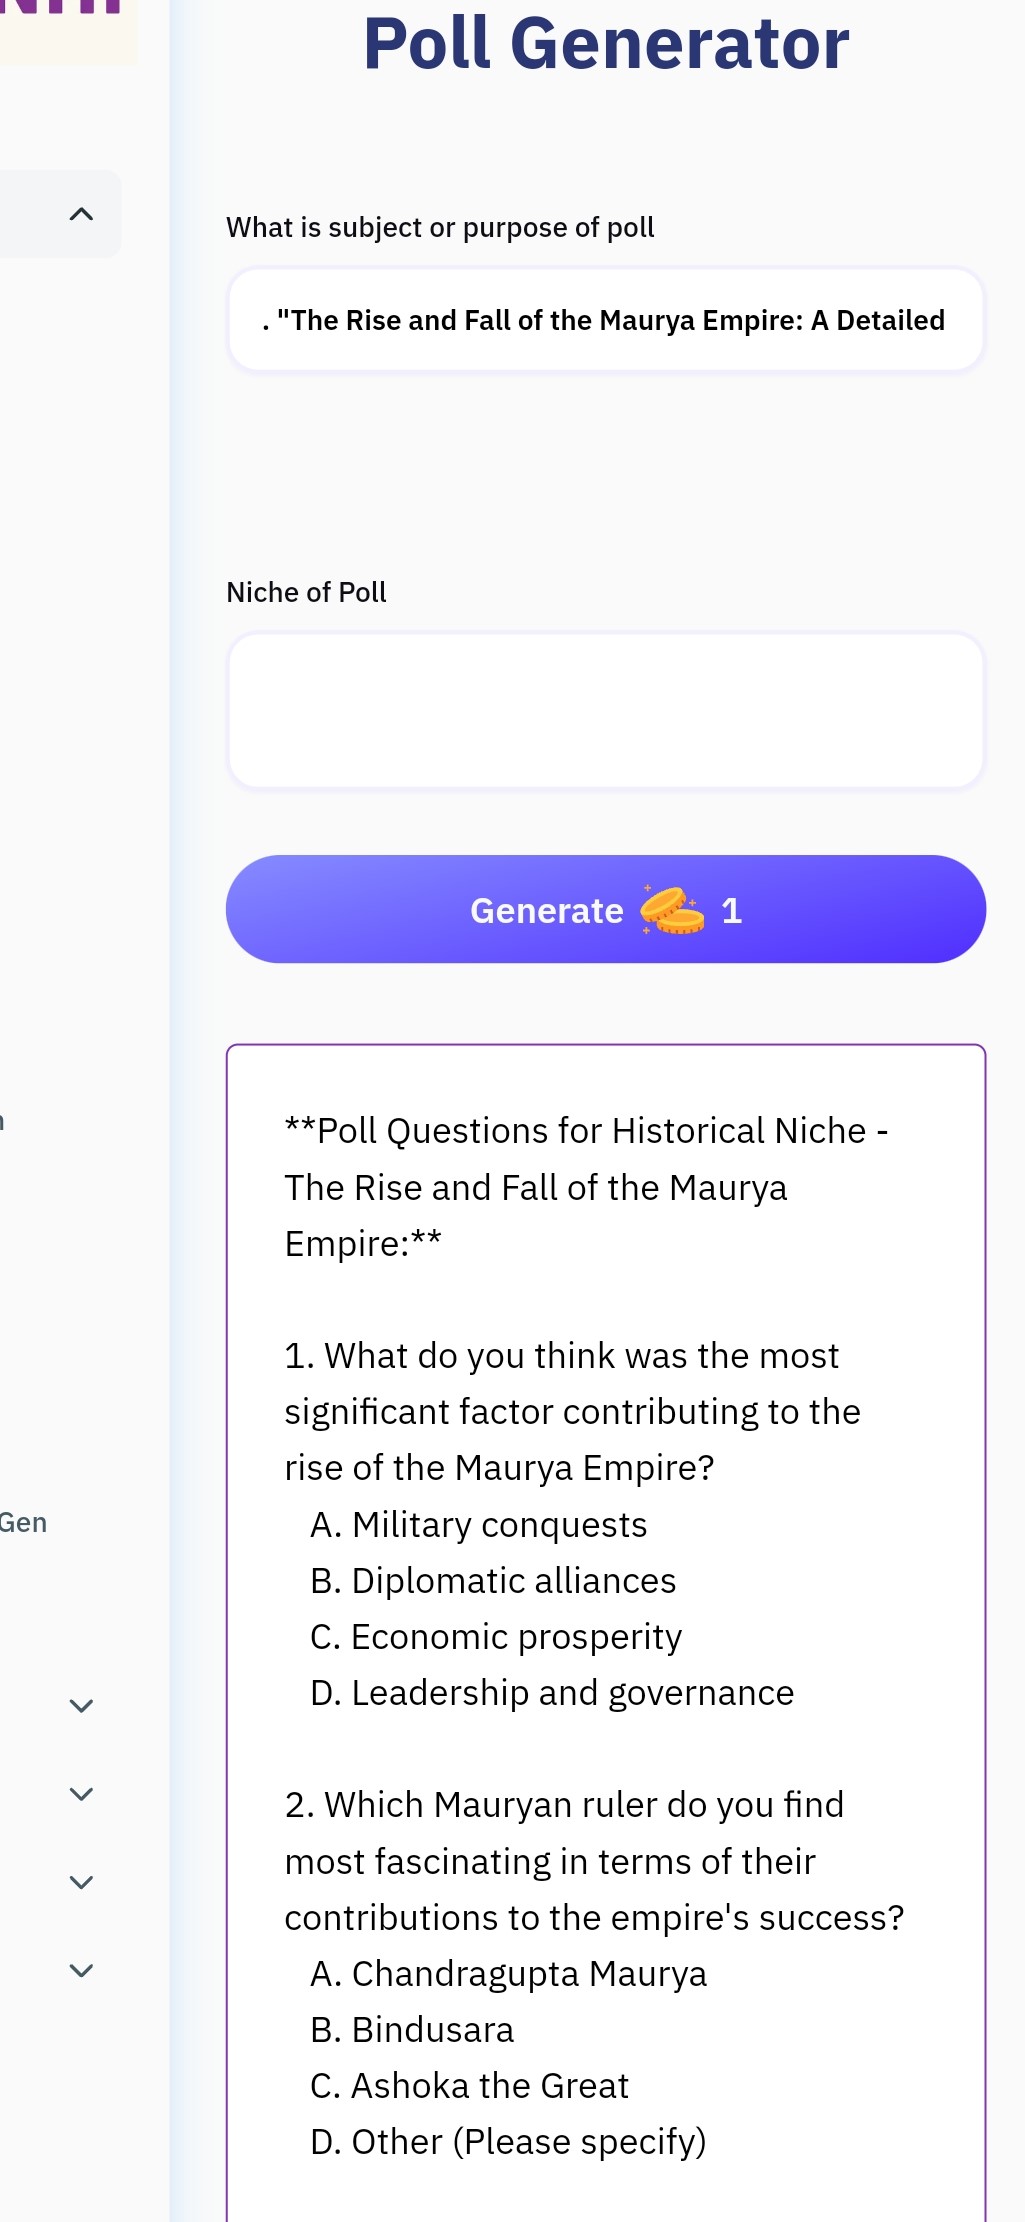 Poll Generator
What is subject or purpose of poll
. "The Rise and Fall of the Maurya Empire: A Detailed
Niche of Poll
Generate 1
**Poll Questions for Historical Niche -
The Rise and Fall of the Maurya
Empire:**
1. What do you think was the most
significant factor contributing to the
rise of the Maurya Empire?
A. Military conquests
B. Diplomatic alliances
C. Economic prosperity
D. Leadership and governance
Gen
2. Which Mauryan ruler do you find
most fascinating in terms of their
contributions to the empire's success?
A. Chandragupta Maurya
B. Bindusara
C. Ashoka the Great
D. Other (Please specify)